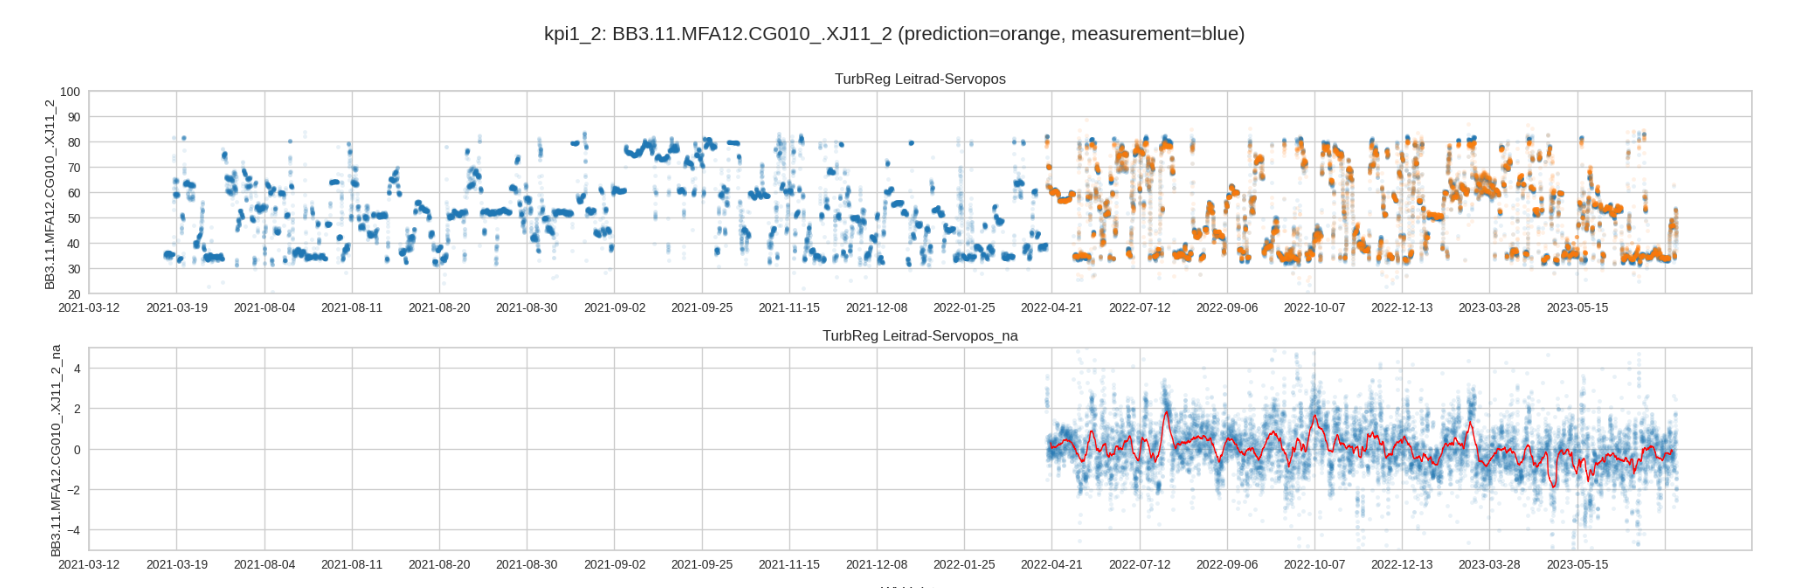 kpi1_2: BB3.11.MFA12.CG010_.XJ11_2 (prediction=orange, measurement=blue)
TurbReg Leitrad-Servopos
BB3.11.MFA12.CG010_.XJ11_2
100
90
80
70
60
50
40
30
20
2021-03-12 2021-03-19 2021-08-04 2021-08-11 2021-08-20 2021-08-30 2021-09-02 2021-09-25 2021-11-15 2021-12-08 2022-01-25 2022-04-21 2022-07-12 2022-09-06 2022-10-07 2022-12-13 2023-03-28 2023-05-15
TurbReg Leitrad-Servopos_na
BB3.11.MFA12.CG010_.XJ11_2_na
4
2
0
−2
−4
2021-03-12 2021-03-19 2021-08-04 2021-08-11 2021-08-20 2021-08-30 2021-09-02 2021-09-25 2021-11-15 2021-12-08 2022-01-25 2022-04-21 2022-07-12 2022-09-06 2022-10-07 2022-12-13 2023-03-28 2023-05-15